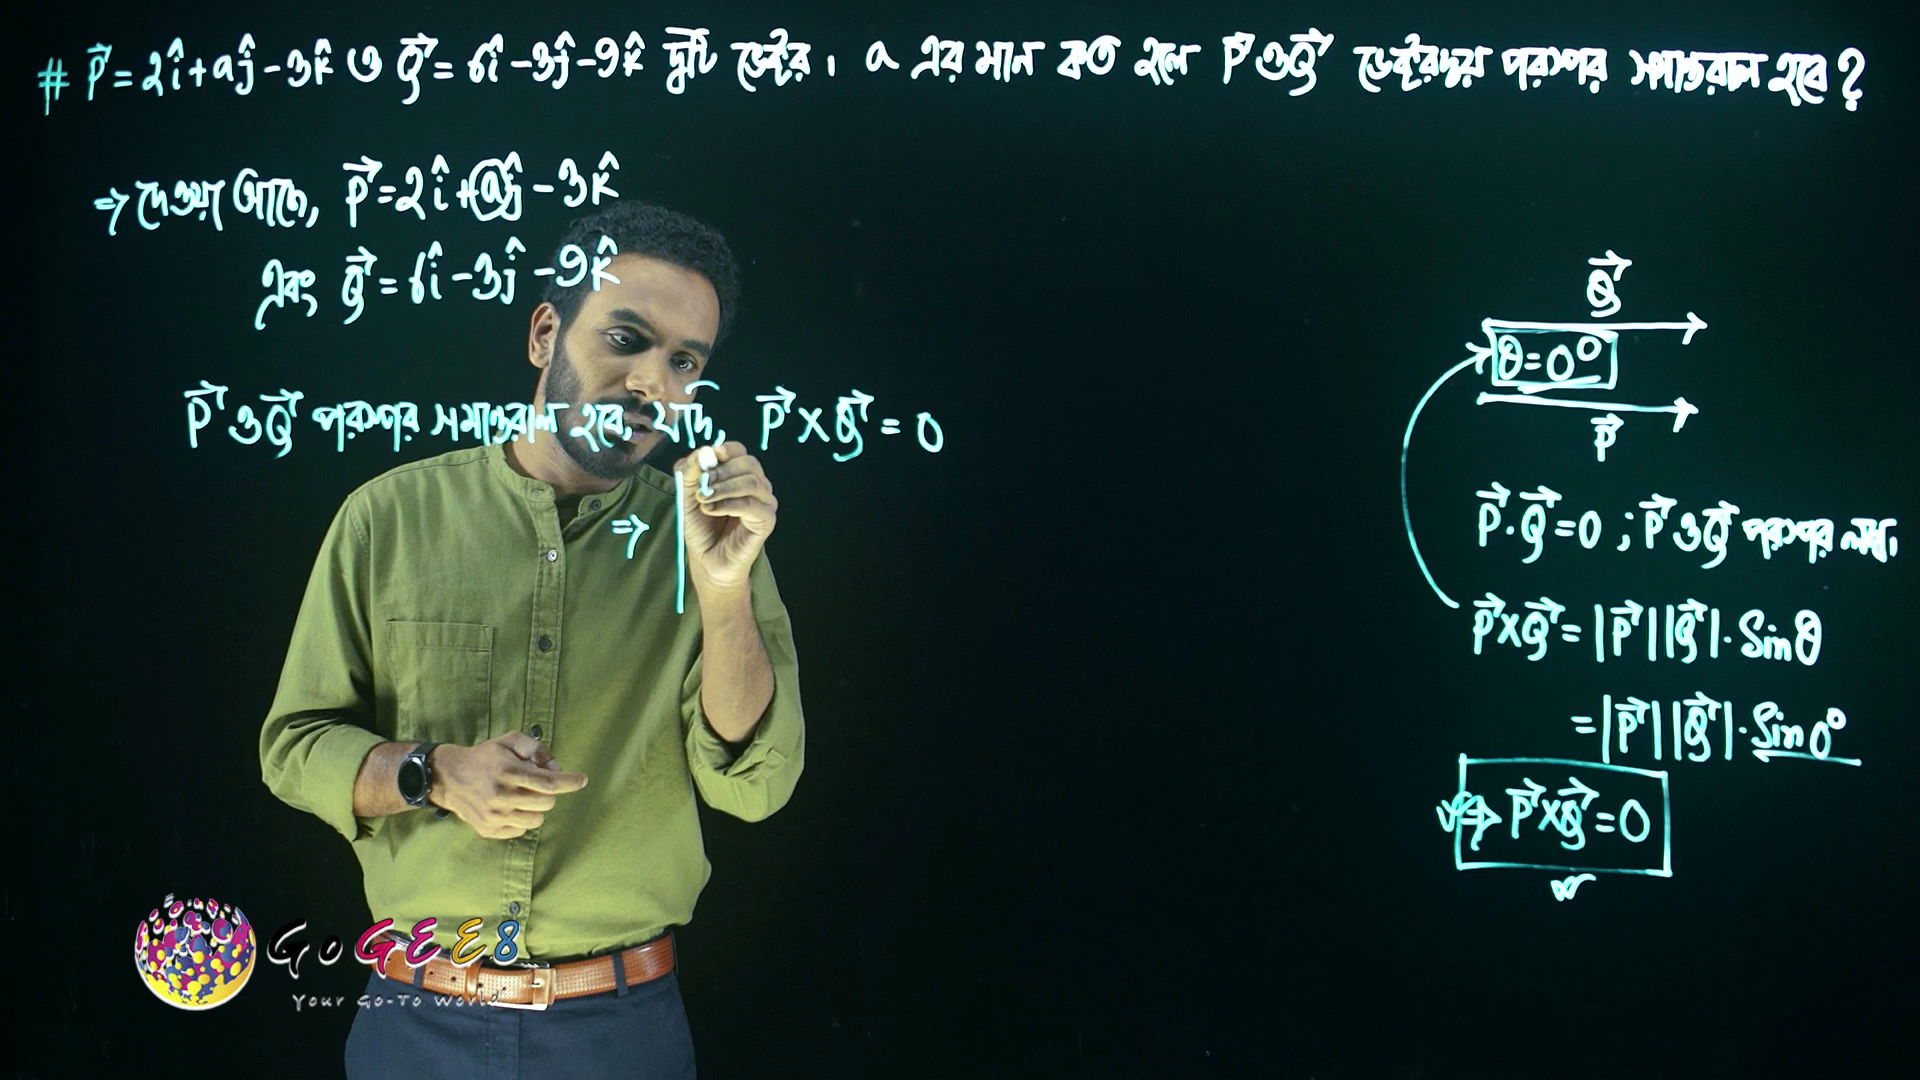 # P⃗ = 2î + aĵ - 3k̂ ও Q⃗ = 6î - 3ĵ - 9k̂ দুটি ভেক্টর। a এর মান কত হলে P⃗ ও Q⃗ ভেক্টরদ্বয় পরস্পর সমান্তরাল হবে?
⇒ দেওয়া আছে, P⃗ = 2î + aĵ - 3k̂
এবং Q⃗ = 6î - 3ĵ - 9k̂
P⃗ ও Q⃗ পরস্পর সমান্তরাল হবে, যদি, P⃗ × Q⃗ = 0
⇒ | i
Q⃗
θ = 0°
P⃗
P⃗ · Q⃗ = 0 ; P⃗ ও Q⃗ পরস্পর লম্ব।
P⃗ × Q⃗ = |P⃗| |Q⃗| · Sin θ
= |P⃗| |Q⃗| · Sin 0°
⇒ P⃗ × Q⃗ = 0
GoGEE8
Your Go-To World